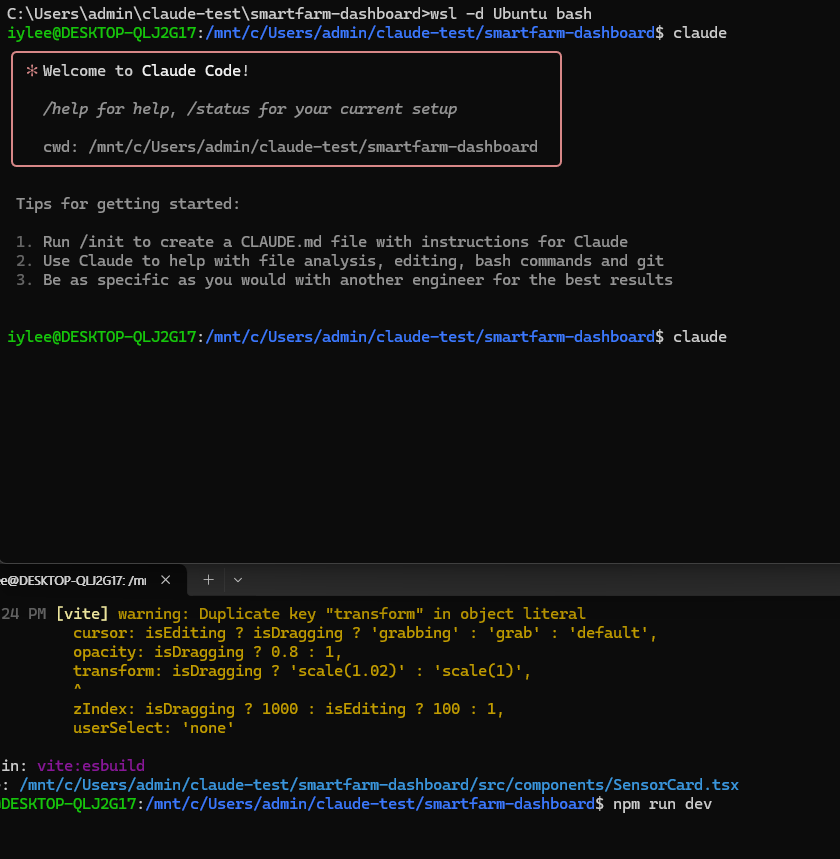 C:\Users\admin\claude-test\smartfarm-dashboard>wsl -d Ubuntu bash
iylee@DESKTOP-QLJ2G17:/mnt/c/Users/admin/claude-test/smartfarm-dashboard$ claude
✻ Welcome to Claude Code!
/help for help, /status for your current setup
cwd: /mnt/c/Users/admin/claude-test/smartfarm-dashboard
Tips for getting started:
1. Run /init to create a CLAUDE.md file with instructions for Claude
2. Use Claude to help with file analysis, editing, bash commands and git
3. Be as specific as you would with another engineer for the best results
iylee@DESKTOP-QLJ2G17:/mnt/c/Users/admin/claude-test/smartfarm-dashboard$ claude
e@DESKTOP-QLJ2G17: /m
24 PM [vite] warning: Duplicate key "transform" in object literal
cursor: isEditing ? isDragging ? 'grabbing' : 'grab' : 'default',
opacity: isDragging ? 0.8 : 1,
transform: isDragging ? 'scale(1.02)' : 'scale(1)',
^
zIndex: isDragging ? 1000 : isEditing ? 100 : 1,
userSelect: 'none'
in: vite:esbuild
: /mnt/c/Users/admin/claude-test/smartfarm-dashboard/src/components/SensorCard.tsx
DESKTOP-QLJ2G17:/mnt/c/Users/admin/claude-test/smartfarm-dashboard$ npm run dev